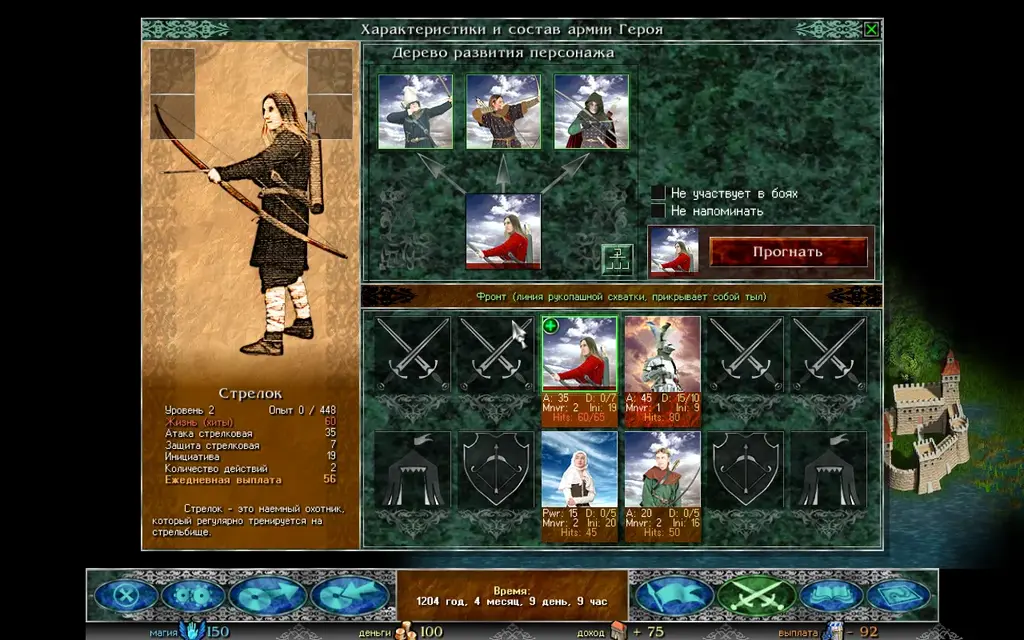 Характеристики и состав армии Героя
Дерево развития персонажа
Не участвует в боях
Не напоминать
Прогнать
Фронт (линия рукопашной схватки, прикрывает собой тыл)
A: 35 D: 0/7
Mnvr: 2 Ini: 19
Hits: 60/65
A: 45 D: 15/10
Mnvr: 1 Ini: 9
Hits: 80
Pwr: 15 D: 0/5
Mnvr: 2 Ini: 20
Hits: 45
A: 20 D: 0/5
Mnvr: 2 Ini: 16
Hits: 50
Стрелок
Уровень 2 Опыт 0 / 448
Жизнь (хиты) 60
Атака стрелковая 35
Защита стрелковая 7
Инициатива 19
Количество действий 2
Ежедневная выплата 56
Стрелок - это наемный охотник,
который регулярно тренируется на
стрельбище.
Время:
1204 год, 4 месяц, 9 день, 9 час
магия 150 деньги 100 доход + 75 выплата - 92